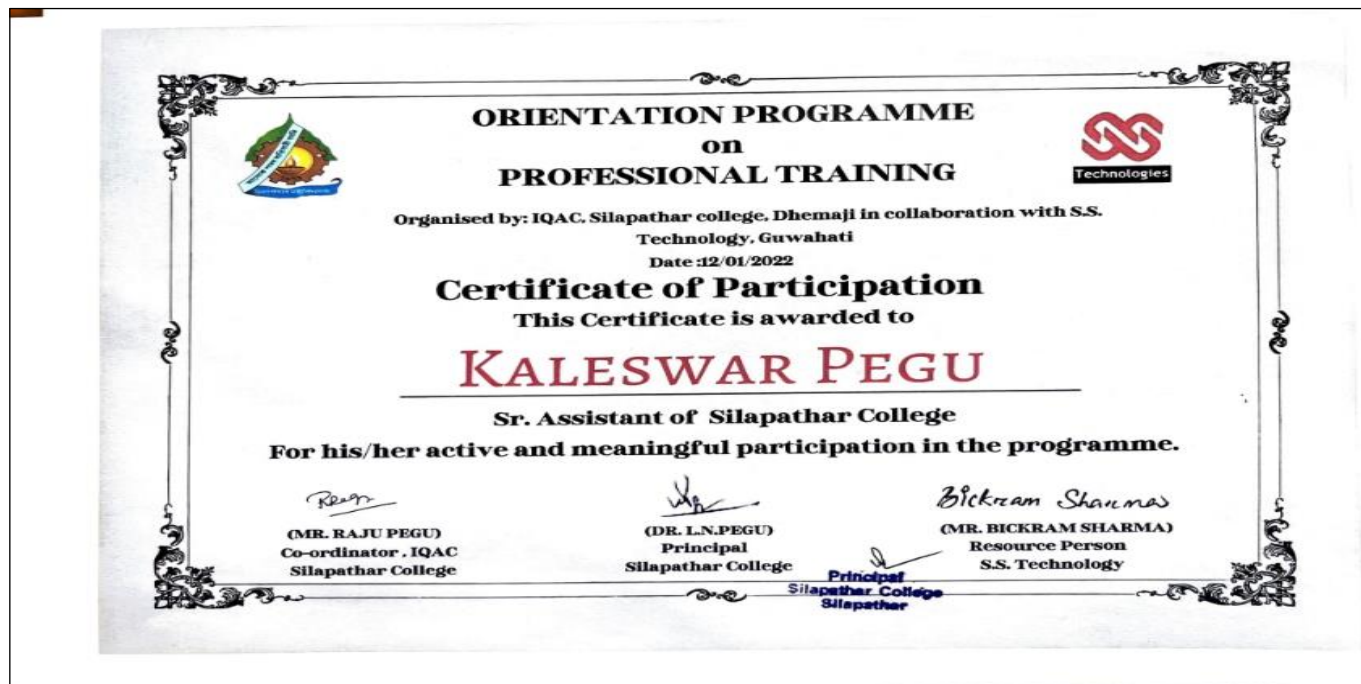 ORIENTATION PROGRAMME
on
PROFESSIONAL TRAINING
Technologies
Organised by: IQAC, Silapathar college, Dhemaji in collaboration with S.S.
Technology, Guwahati
Date :12/01/2022
Certificate of Participation
This Certificate is awarded to
KALESWAR PEGU
Sr. Assistant of Silapathar College
For his/her active and meaningful participation in the programme.
Bickram Sharma
(MR. RAJU PEGU)
Co-ordinator , IQAC
Silapathar College
(DR. L.N.PEGU)
Principal
Silapathar College
(MR. BICKRAM SHARMA)
Resource Person
S.S. Technology
Principal
Silapathar College
Silapathar